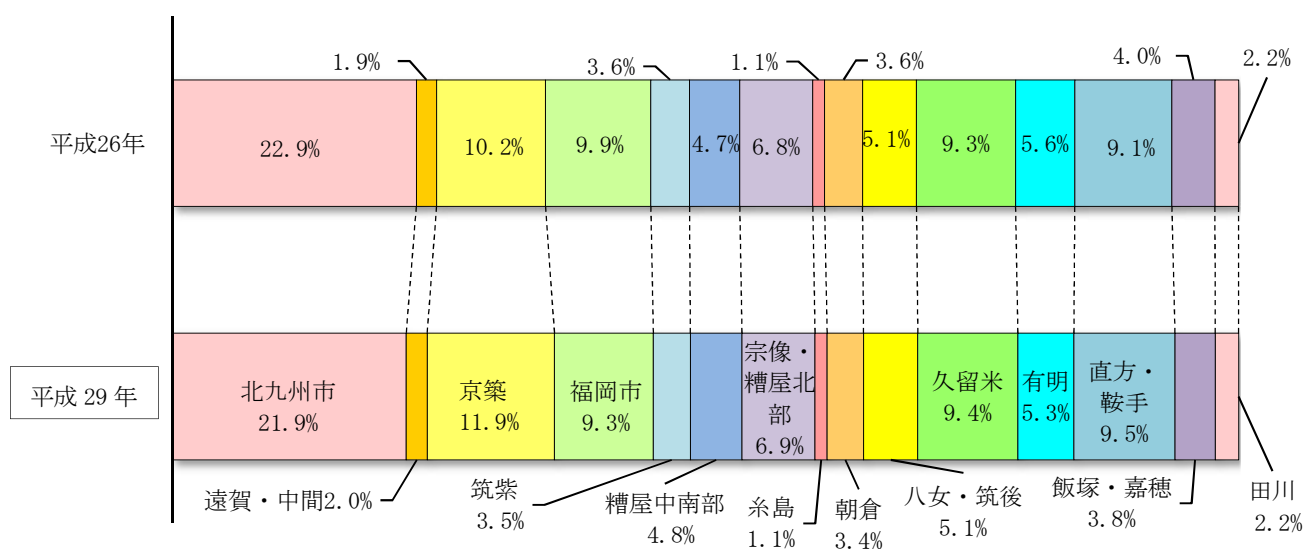 1.9%
3.6%
1.1%
3.6%
4.0%
2.2%
平成26年
22.9%
10.2%
9.9%
4.7%
6.8%
5.1%
9.3%
5.6%
9.1%
平成 29 年
北九州市
21.9%
京築
11.9%
福岡市
9.3%
宗像・
糟屋北
部
6.9%
久留米
9.4%
有明
5.3%
直方・
鞍手
9.5%
遠賀・中間2.0%
筑紫
3.5%
糟屋中南部
4.8%
糸島
1.1%
朝倉
3.4%
八女・筑後
5.1%
飯塚・嘉穂
3.8%
田川
2.2%